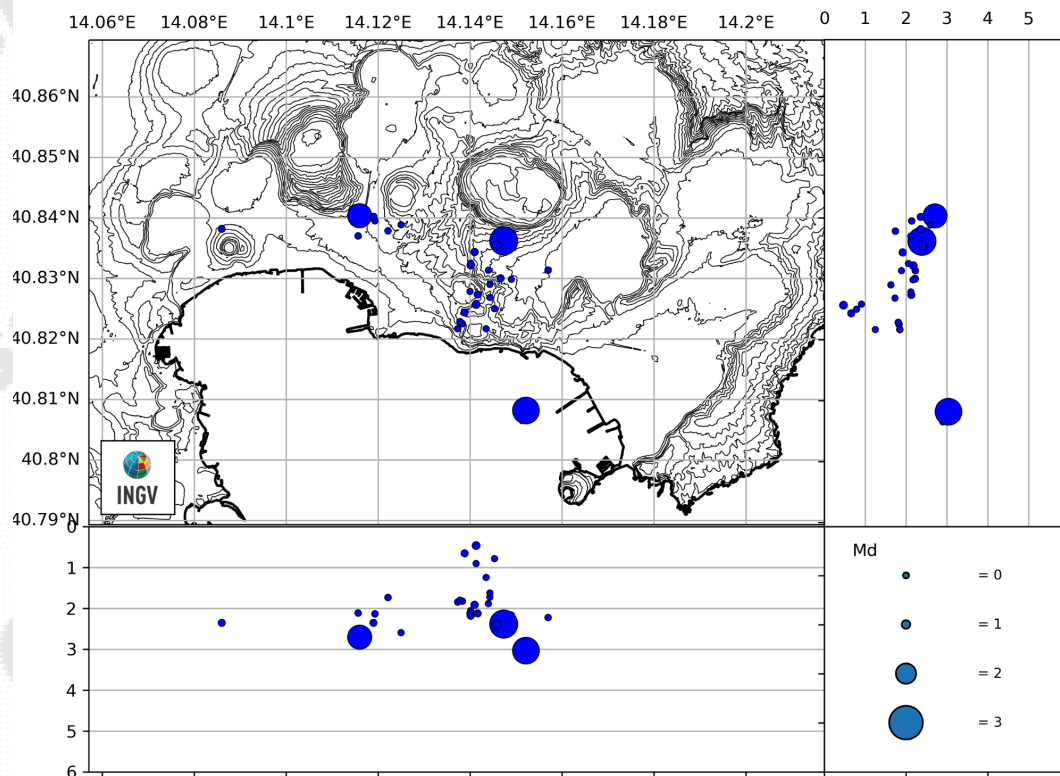 14.06°E 14.08°E 14.1°E 14.12°E 14.14°E 14.16°E 14.18°E 14.2°E 0 1 2 3 4 5
40.86°N
40.85°N
40.84°N
40.83°N
40.82°N
40.81°N
40.8°N
40.79°N
INGV
0
1
2
3
4
5
6
Md
= 0
= 1
= 2
= 3